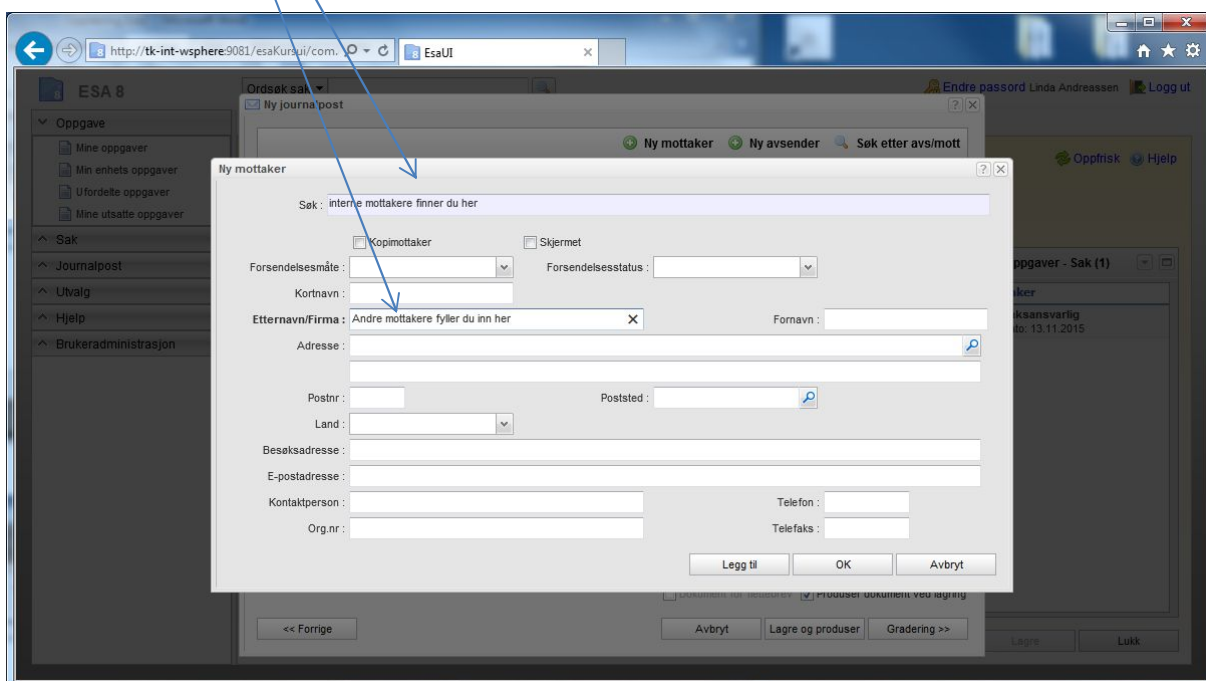 http://tk-int-wsphere:9081/esaKursui/com. EsaUI
ESA 8 Ordsøk sak Endre passord Linda Andreassen Logg ut
Ny journalpost
Oppgave
Mine oppgaver
Min enhets oppgaver
Ufordelte oppgaver
Mine utsatte oppgaver
Sak
Journalpost
Utvalg
Hjelp
Brukeradministrasjon
Ny mottaker Ny avsender Søk etter avs/mott
Oppfrisk Hjelp
Ny mottaker
Søk : interne mottakere finner du her
Kopimottaker Skjermet
Forsendelsesmåte : Forsendelsesstatus :
Kortnavn :
Etternavn/Firma : Andre mottakere fyller du inn her Fornavn :
Adresse :
Postnr : Poststed :
Land :
Besøksadresse :
E-postadresse :
Kontaktperson : Telefon :
Org.nr : Telefaks :
Legg til OK Avbryt
ppgaver - Sak (1)
aker
ksansvarlig
to: 13.11.2015
Produser dokument ved lagring
<< Forrige Avbryt Lagre og produser Gradering >>
Lagre Lukk